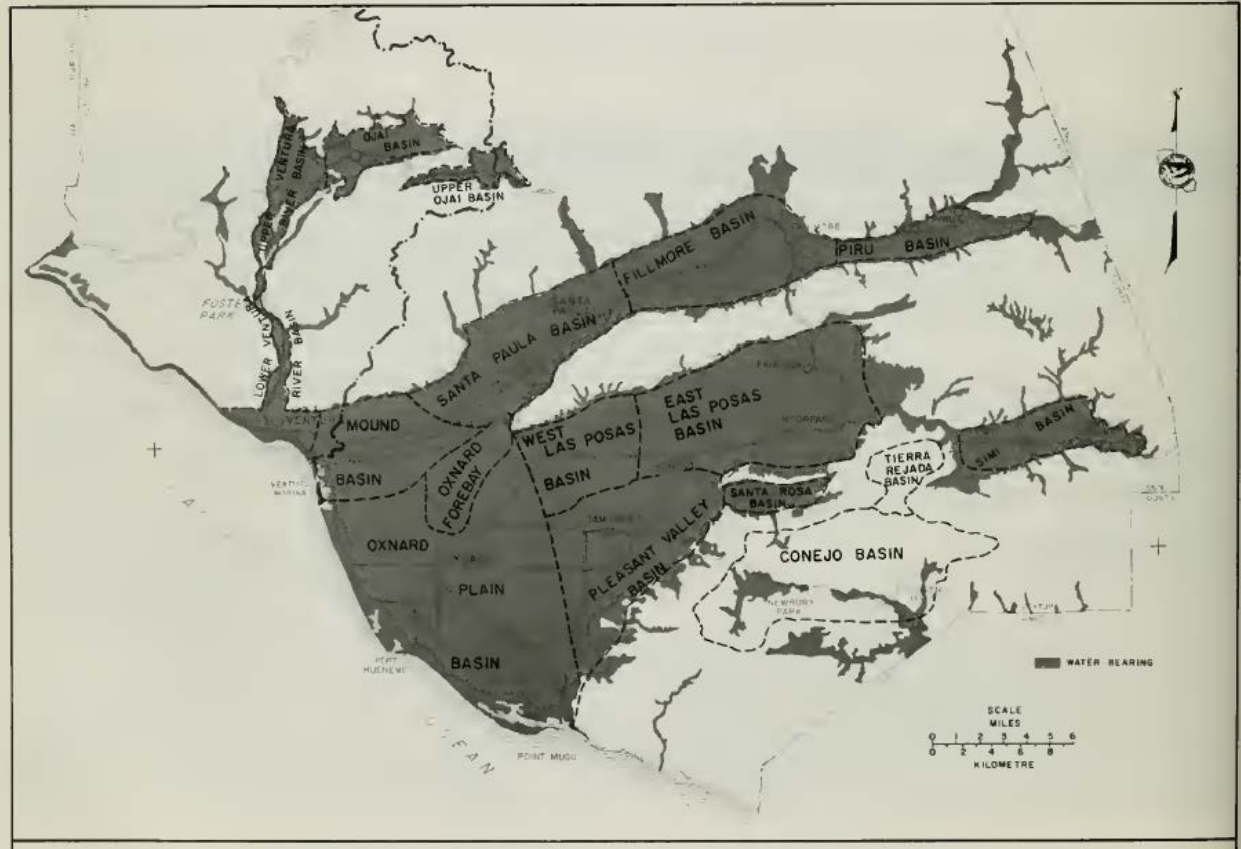 OJAI
BASIN
UPPER VENTURA
RIVER BASIN
UPPER
OJAI BASIN
FILLMORE BASIN
PIRU BASIN
SANTA
SANTA PAULA BASIN
PARK
LOWER VENTURA
RIVER BASIN
MOUND
BASIN
OXNARD
FOREBAY
WEST
LAS POSAS
BASIN
EAST
LAS POSAS
BASIN
SIMI BASIN
TIERRA
REJADA
BASIN
SANTA ROSA
BASIN
OXNARD
PLAIN
BASIN
PLEASANT VALLEY
BASIN
CONEJO BASIN
NEWBURY
PARK
PORT
HUENEME
POINT MUGU
OCEAN
WATER BEARING
SCALE
MILES
0 1 2 3 4 5 6
0 2 4 6 8
KILOMETRE